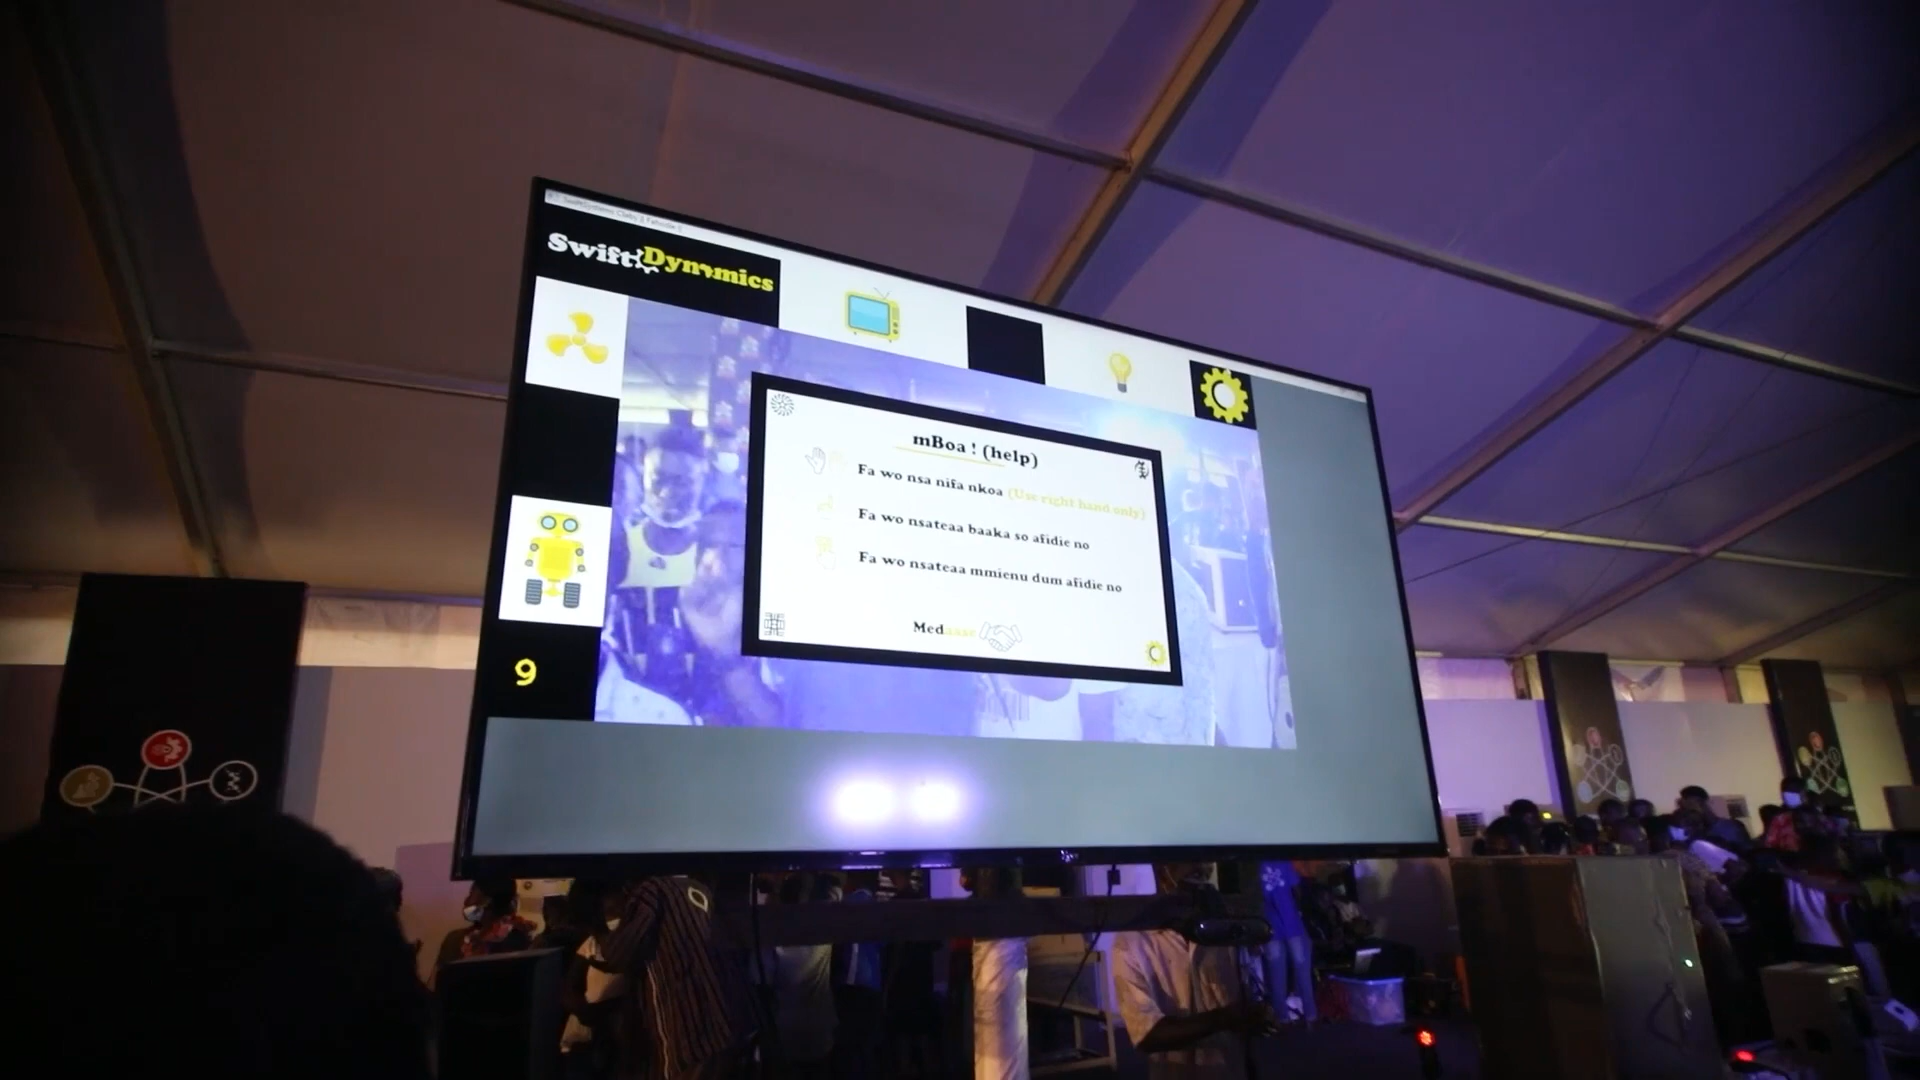 SwiftDynamics
mBoa ! (help)
Fa wo nsa nifa nkoa (Use right hand only)
Fa wo nsateaa baaka so afidie no
Fa wo nsateaa mmienu dum afidie no
Medaase
9